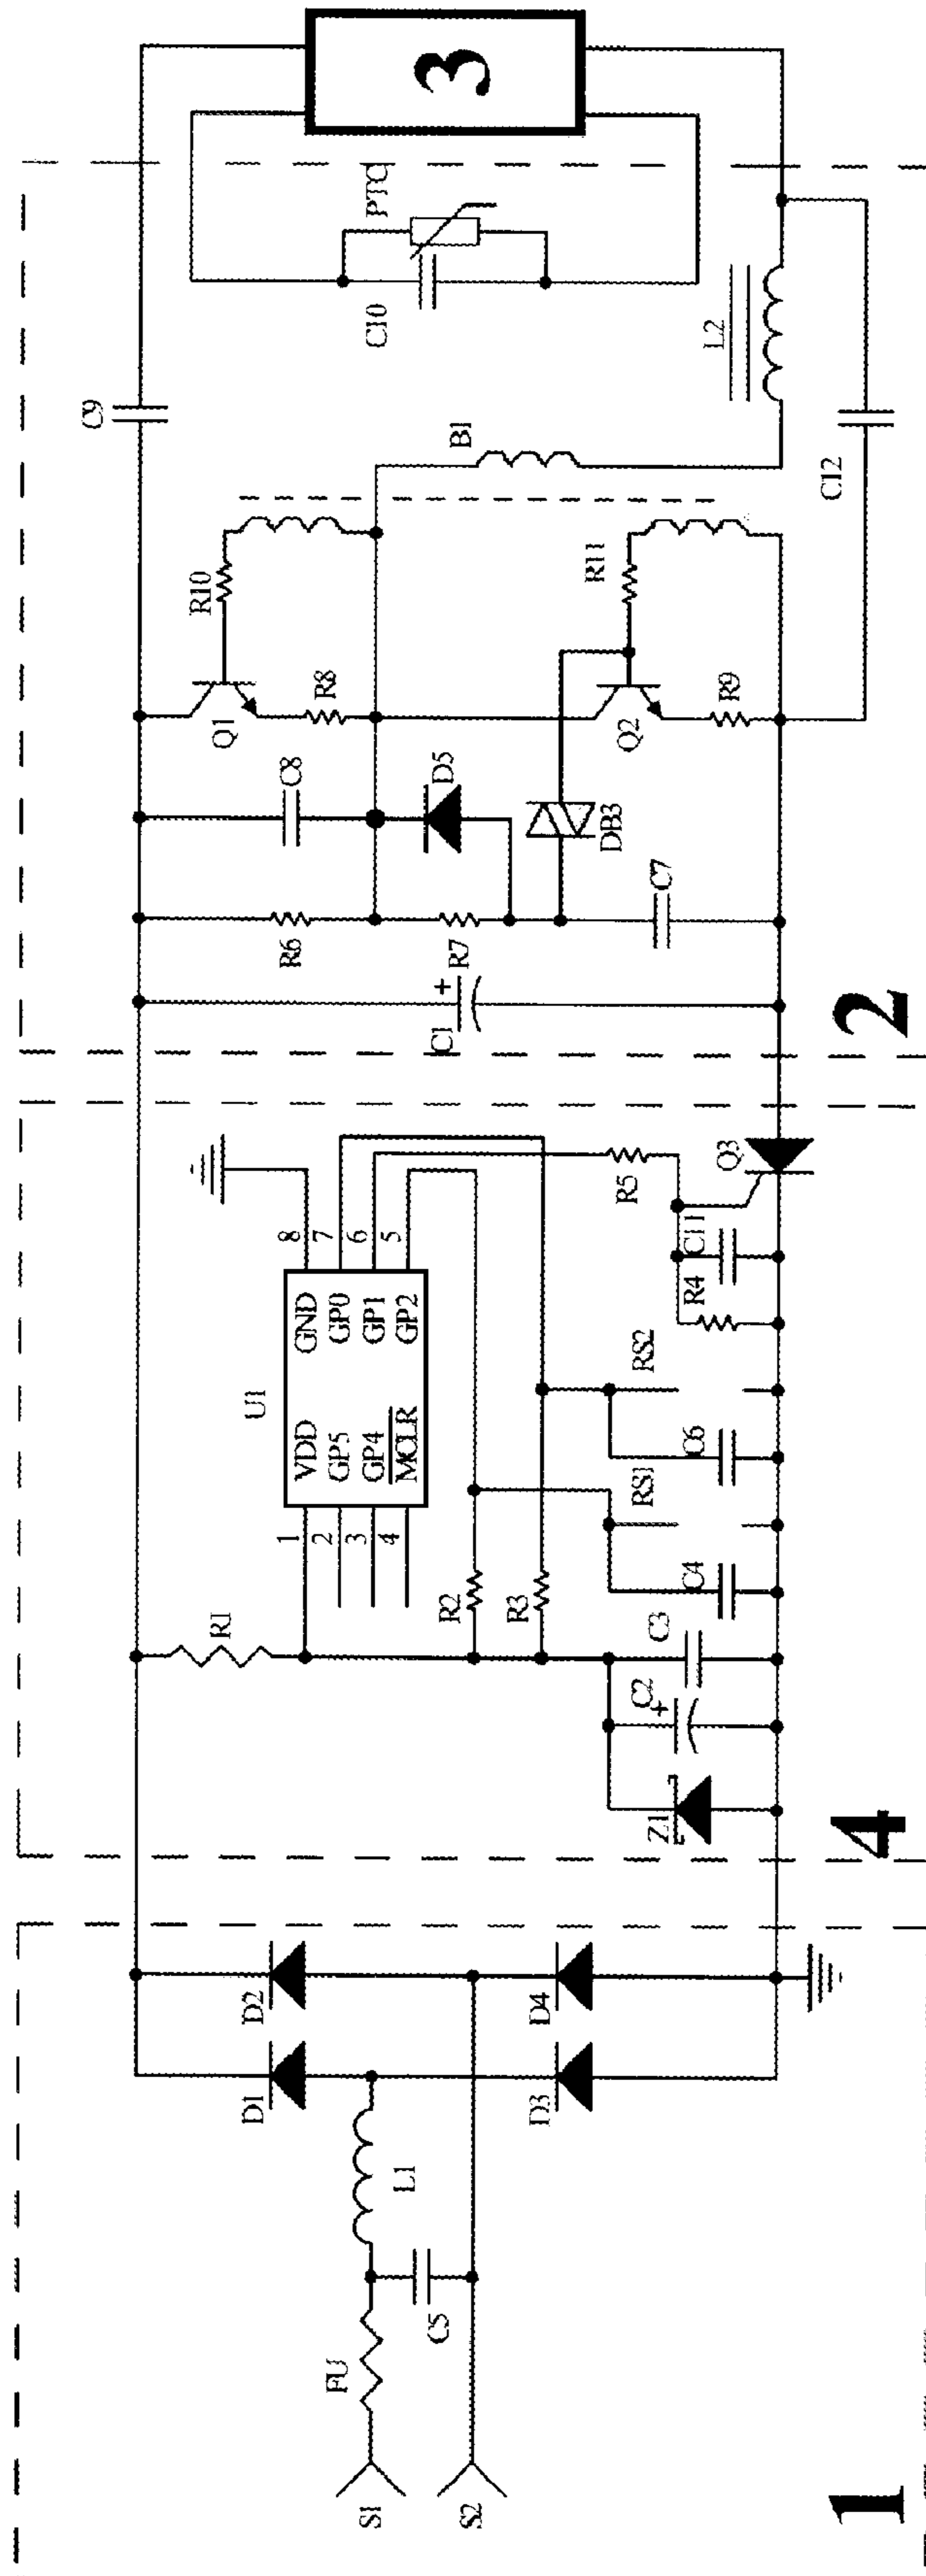 1
S1
S2
FU
C5
L1
D1
D2
D3
D4
4
R1
Z1
C2
+
C3
C4
RS1
C6
RS2
R2
R3
U1
VDD
GP5
GP4
MCLR
GND
GP0
GP1
GP2
1
2
3
4
8
7
6
5
R4
C11
R5
Q3
2
C1
+
R6
R7
C8
D5
C7
DB3
Q1
R8
R10
Q2
R9
R11
C9
B1
L2
C12
C10
PTC
3